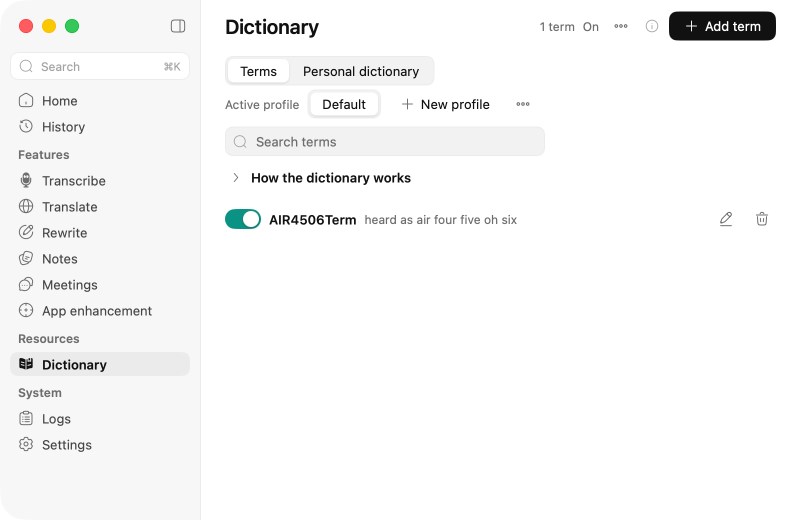 Search ⌘K
Home
History
Features
Transcribe
Translate
Rewrite
Notes
Meetings
App enhancement
Resources
Dictionary
System
Logs
Settings
Dictionary
1 term On
Add term
Terms Personal dictionary
Active profile Default New profile
Search terms
How the dictionary works
AIR4506Term heard as air four five oh six